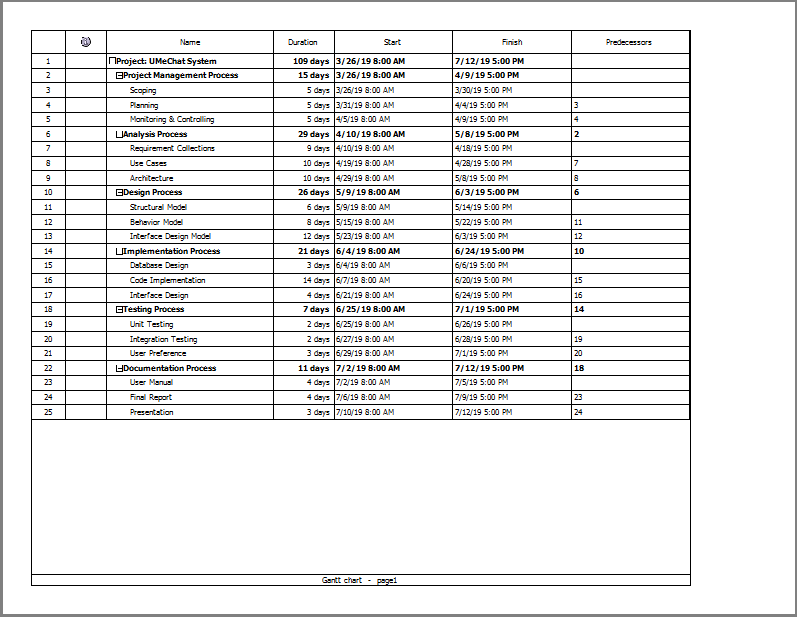 Name Duration Start Finish Predecessors
1 Project: UMeChat System 109 days 3/26/19 8:00 AM 7/12/19 5:00 PM
2 Project Management Process 15 days 3/26/19 8:00 AM 4/9/19 5:00 PM
3 Scoping 5 days 3/26/19 8:00 AM 3/30/19 5:00 PM
4 Planning 5 days 3/31/19 8:00 AM 4/4/19 5:00 PM 3
5 Monitoring & Controlling 5 days 4/5/19 8:00 AM 4/9/19 5:00 PM 4
6 Analysis Process 29 days 4/10/19 8:00 AM 5/8/19 5:00 PM 2
7 Requirement Collections 9 days 4/10/19 8:00 AM 4/18/19 5:00 PM
8 Use Cases 10 days 4/19/19 8:00 AM 4/28/19 5:00 PM 7
9 Architecture 10 days 4/29/19 8:00 AM 5/8/19 5:00 PM 8
10 Design Process 26 days 5/9/19 8:00 AM 6/3/19 5:00 PM 6
11 Structural Model 6 days 5/9/19 8:00 AM 5/14/19 5:00 PM
12 Behavior Model 8 days 5/15/19 8:00 AM 5/22/19 5:00 PM 11
13 Interface Design Model 12 days 5/23/19 8:00 AM 6/3/19 5:00 PM 12
14 Implementation Process 21 days 6/4/19 8:00 AM 6/24/19 5:00 PM 10
15 Database Design 3 days 6/4/19 8:00 AM 6/6/19 5:00 PM
16 Code Implementation 14 days 6/7/19 8:00 AM 6/20/19 5:00 PM 15
17 Interface Design 4 days 6/21/19 8:00 AM 6/24/19 5:00 PM 16
18 Testing Process 7 days 6/25/19 8:00 AM 7/1/19 5:00 PM 14
19 Unit Testing 2 days 6/25/19 8:00 AM 6/26/19 5:00 PM
20 Integration Testing 2 days 6/27/19 8:00 AM 6/28/19 5:00 PM 19
21 User Preference 3 days 6/29/19 8:00 AM 7/1/19 5:00 PM 20
22 Documentation Process 11 days 7/2/19 8:00 AM 7/12/19 5:00 PM 18
23 User Manual 4 days 7/2/19 8:00 AM 7/5/19 5:00 PM
24 Final Report 4 days 7/6/19 8:00 AM 7/9/19 5:00 PM 23
25 Presentation 3 days 7/10/19 8:00 AM 7/12/19 5:00 PM 24
Gantt chart - page1